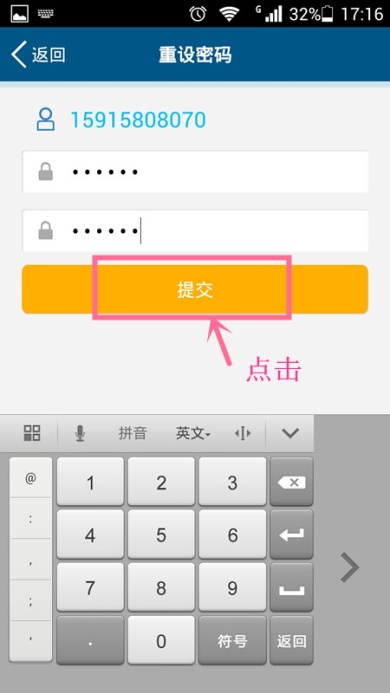 G 32% 17:16
返回 重设密码
15915808070
••••••
••••••
提交
点击
拼音 英文
@ 1 2 3
: 4 5 6
, 7 8 9
;
' . 0 符号 返回